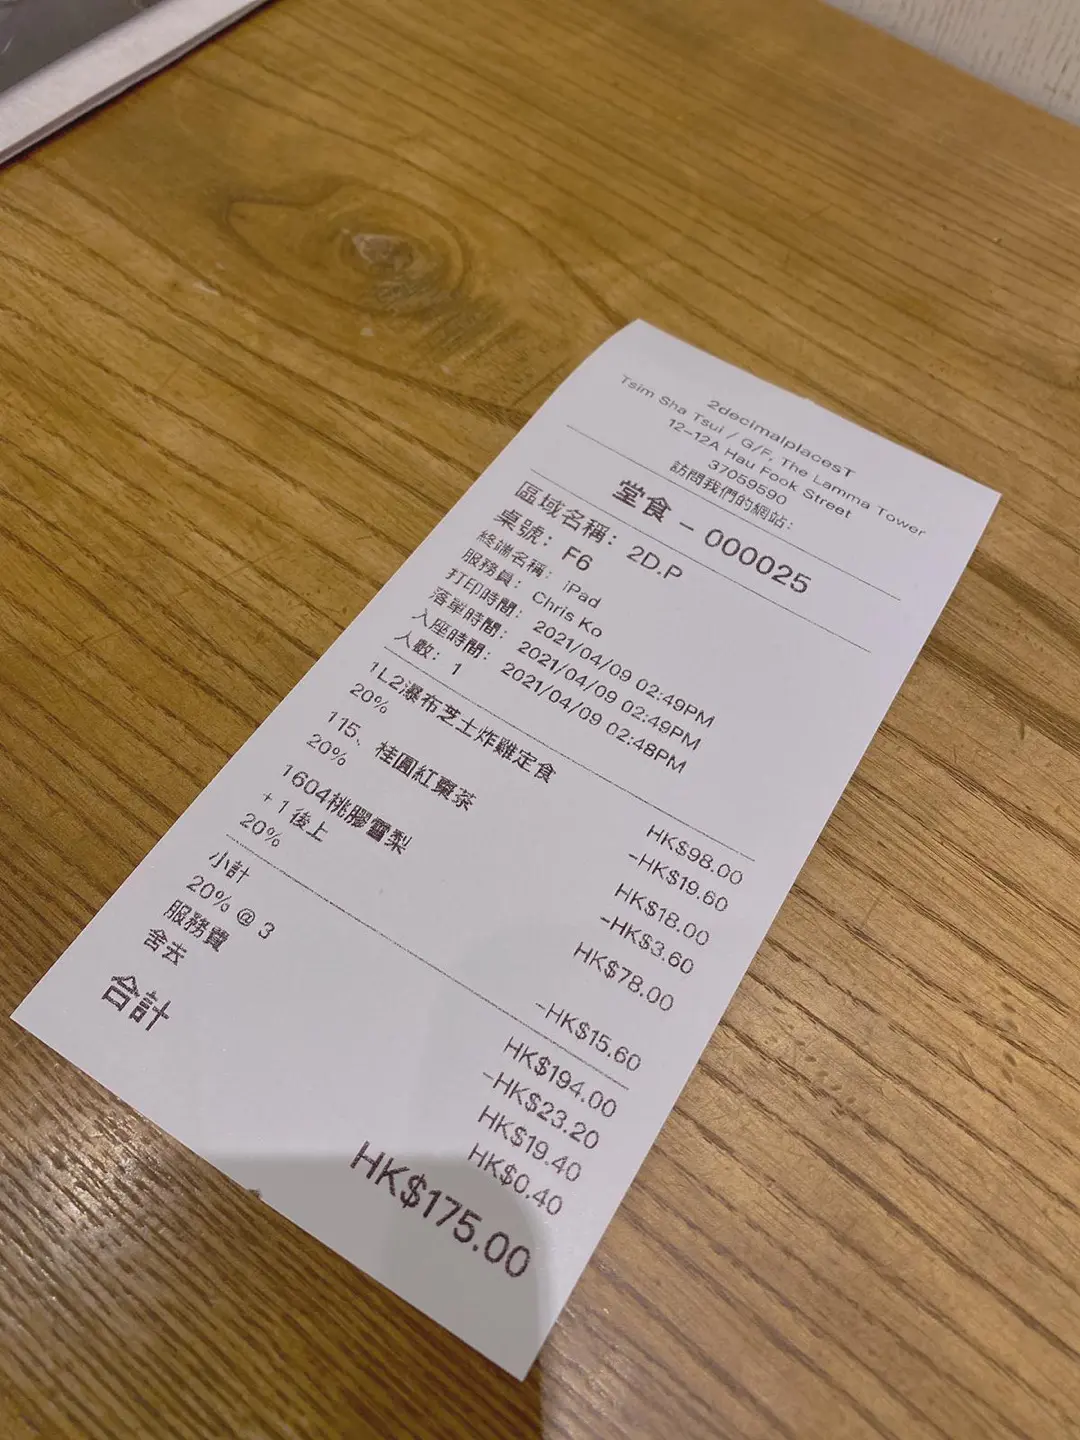 2decimalplacesT
Tsim Sha Tsui / G/F, The Lamma Tower
12-12A Hau Fook Street
37059590
訪問我們的網站:
堂食 - 000025
區域名稱: 2D.P
桌號: F6
終端名稱: iPad
服務員: Chris Ko
打印時間: 2021/04/09 02:49PM
落單時間: 2021/04/09 02:49PM
入座時間: 2021/04/09 02:48PM
人數: 1
1L2瀑布芝士炸雞定食 HK$98.00
20% -HK$19.60
115、桂圓紅棗茶 HK$18.00
20% -HK$3.60
1604桃膠雪梨 HK$78.00
+ 1後上
20% -HK$15.60
小計 HK$194.00
20% @ 3 -HK$23.20
服務費 HK$19.40
舍去 HK$0.40
合計 HK$175.00